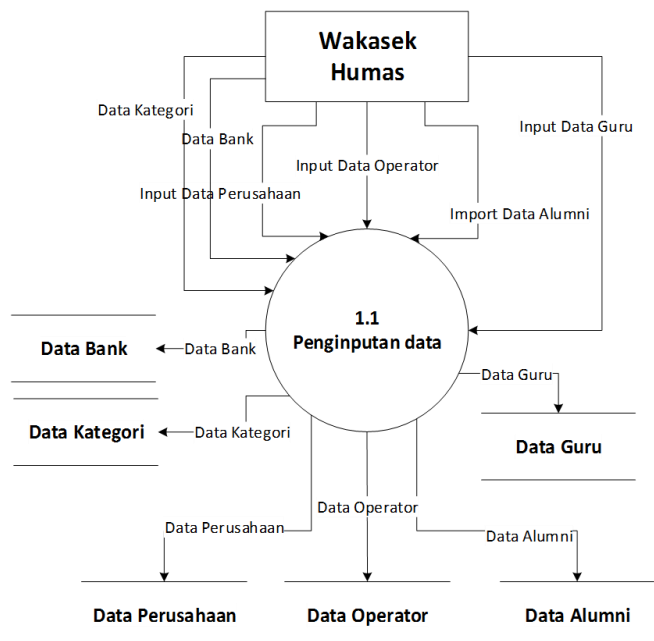 Wakasek
Humas
Data Kategori
Data Bank
Input Data Guru
Input Data Operator
Input Data Perusahaan
Import Data Alumni
1.1
Penginputan data
Data Bank
Data Bank
Data Guru
Data Kategori
Data Kategori
Data Guru
Data Operator
Data Perusahaan
Data Alumni
Data Perusahaan
Data Operator
Data Alumni